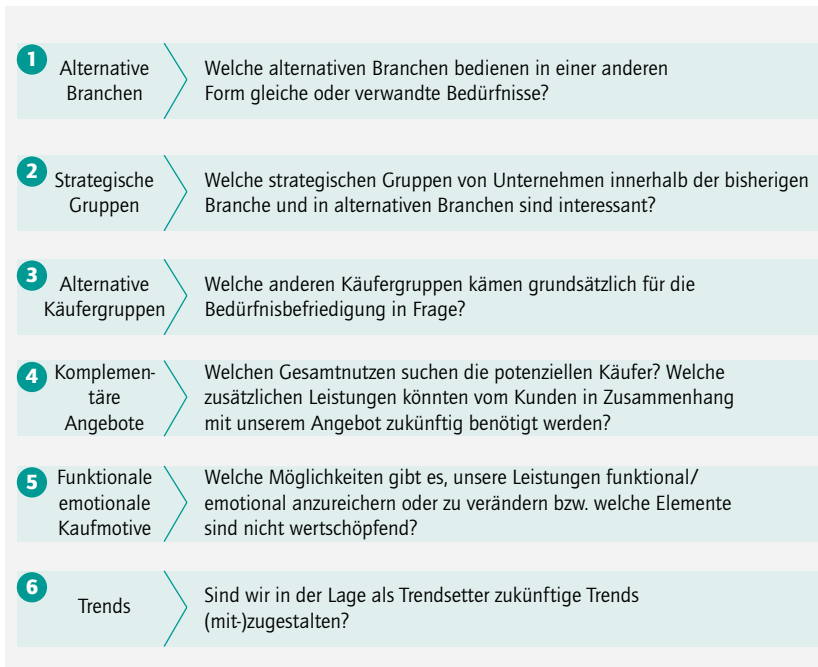 1
Alternative
Branchen
Welche alternativen Branchen bedienen in einer anderen
Form gleiche oder verwandte Bedürfnisse?
2
Strategische
Gruppen
Welche strategischen Gruppen von Unternehmen innerhalb der bisherigen
Branche und in alternativen Branchen sind interessant?
3
Alternative
Käufergruppen
Welche anderen Käufergruppen kämen grundsätzlich für die
Bedürfnisbefriedigung in Frage?
4
Komplemen-
täre
Angebote
Welchen Gesamtnutzen suchen die potenziellen Käufer? Welche
zusätzlichen Leistungen könnten vom Kunden in Zusammenhang
mit unserem Angebot zukünftig benötigt werden?
5
Funktionale
emotionale
Kaufmotive
Welche Möglichkeiten gibt es, unsere Leistungen funktional/
emotional anzureichern oder zu verändern bzw. welche Elemente
sind nicht wertschöpfend?
6
Trends
Sind wir in der Lage als Trendsetter zukünftige Trends
(mit-)zugestalten?